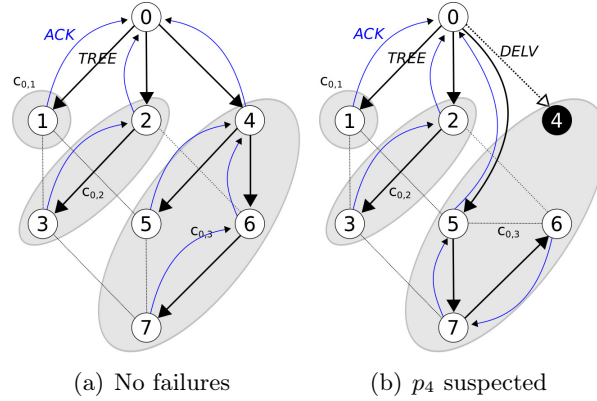 0
ACK
TREE
c0,1
1
2
4
c0,2
3
5
6
c0,3
7
(a) No failures
0
ACK
TREE
DELV
c0,1
1
2
4
c0,2
3
5
6
c0,3
7
(b) p4 suspected